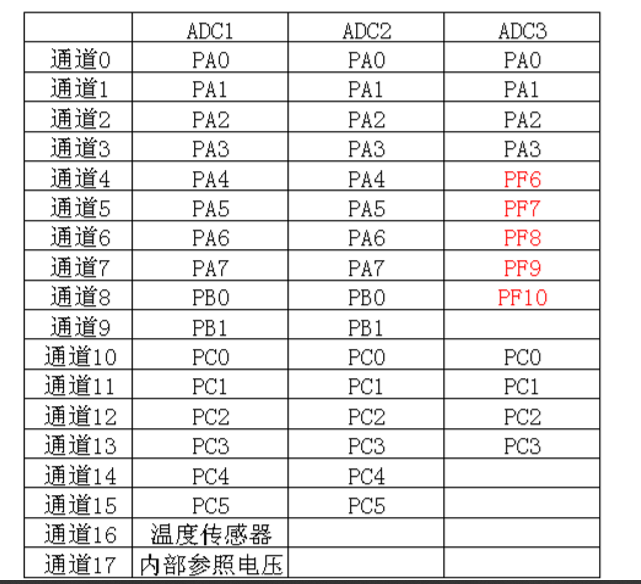 ADC1 ADC2 ADC3
通道0 PA0 PA0 PA0
通道1 PA1 PA1 PA1
通道2 PA2 PA2 PA2
通道3 PA3 PA3 PA3
通道4 PA4 PA4 PF6
通道5 PA5 PA5 PF7
通道6 PA6 PA6 PF8
通道7 PA7 PA7 PF9
通道8 PB0 PB0 PF10
通道9 PB1 PB1
通道10 PC0 PC0 PC0
通道11 PC1 PC1 PC1
通道12 PC2 PC2 PC2
通道13 PC3 PC3 PC3
通道14 PC4 PC4
通道15 PC5 PC5
通道16 温度传感器
通道17 内部参照电压